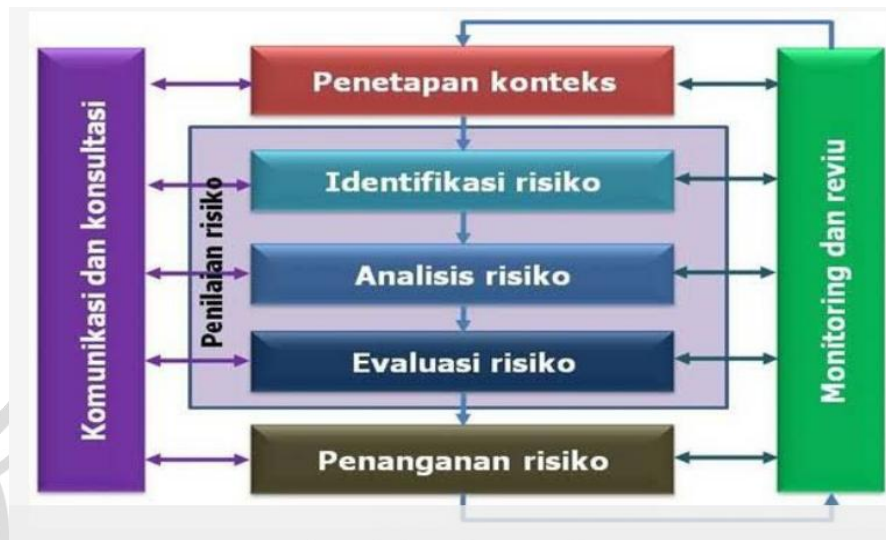 Komunikasi dan konsultasi
Penetapan konteks
Penilaian risiko
Identifikasi risiko
Analisis risiko
Evaluasi risiko
Penanganan risiko
Monitoring dan reviu